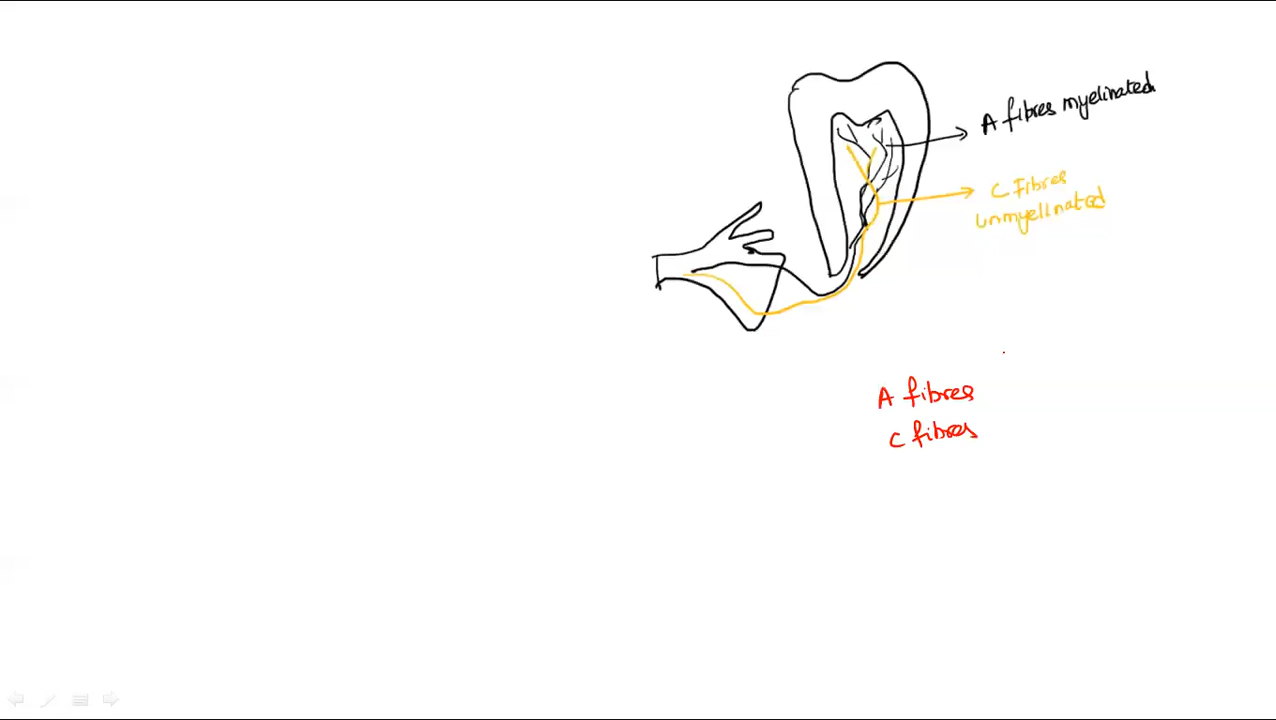 A fibres myelinated
C Fibres
unmyelinated
A fibres
C fibres